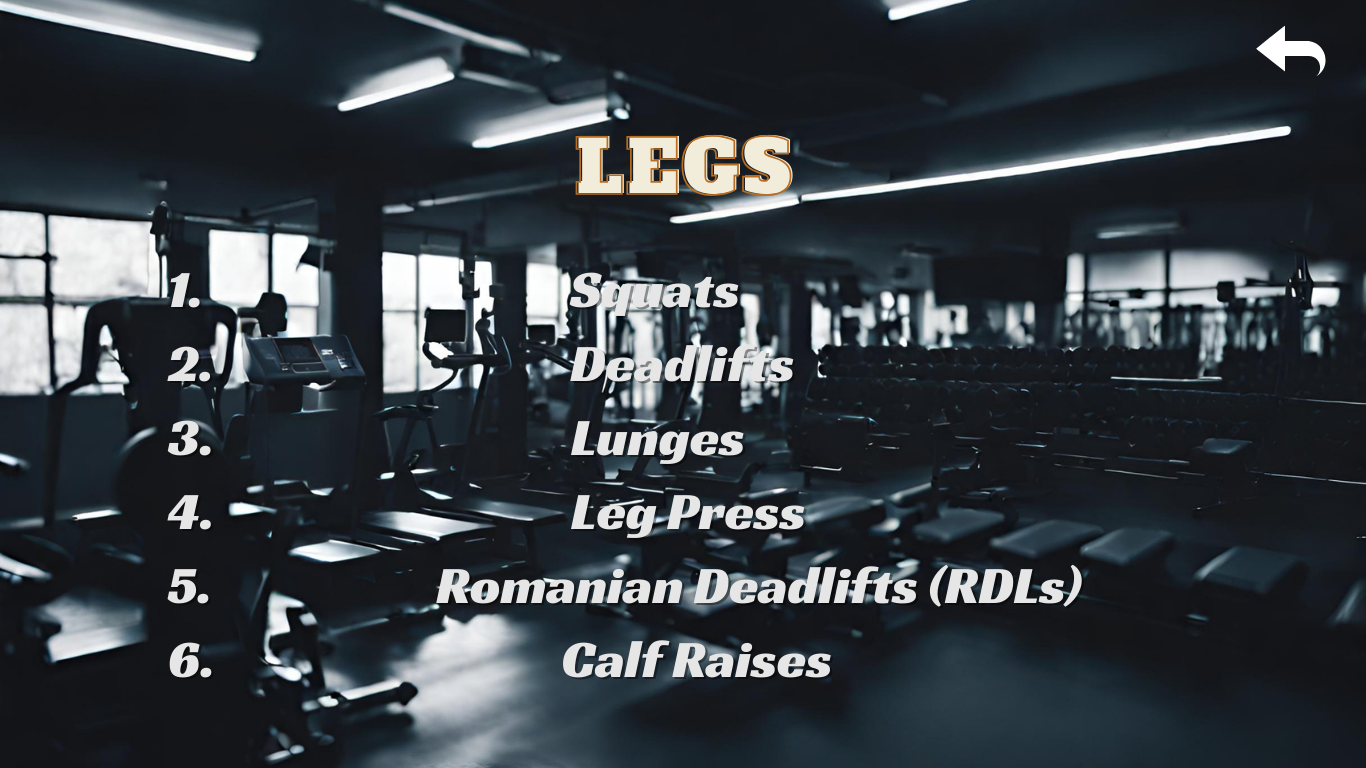 LEGS
1. Squats
2. Deadlifts
3. Lunges
4. Leg Press
5. Romanian Deadlifts (RDLs)
6. Calf Raises